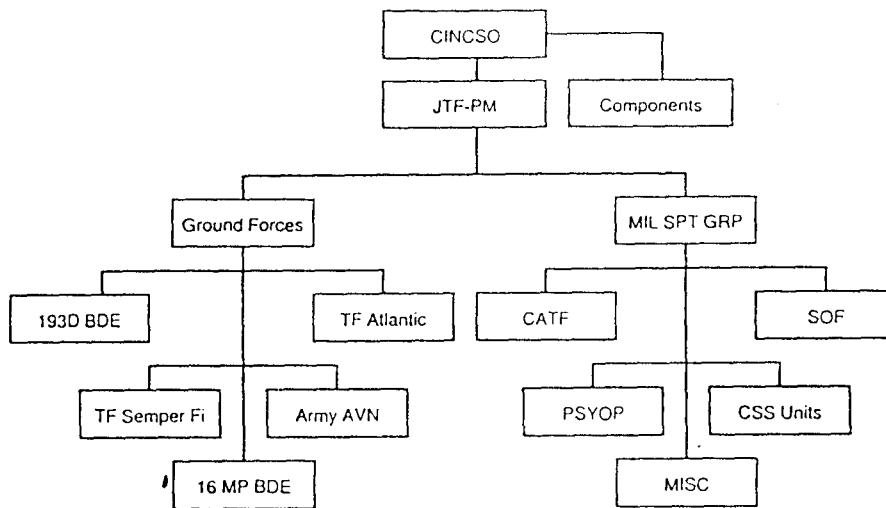 CINCSO
JTF-PM
Components
Ground Forces
MIL SPT GRP
193D BDE
TF Atlantic
CATF
SOF
TF Semper Fi
Army AVN
PSYOP
CSS Units
16 MP BDE
MISC